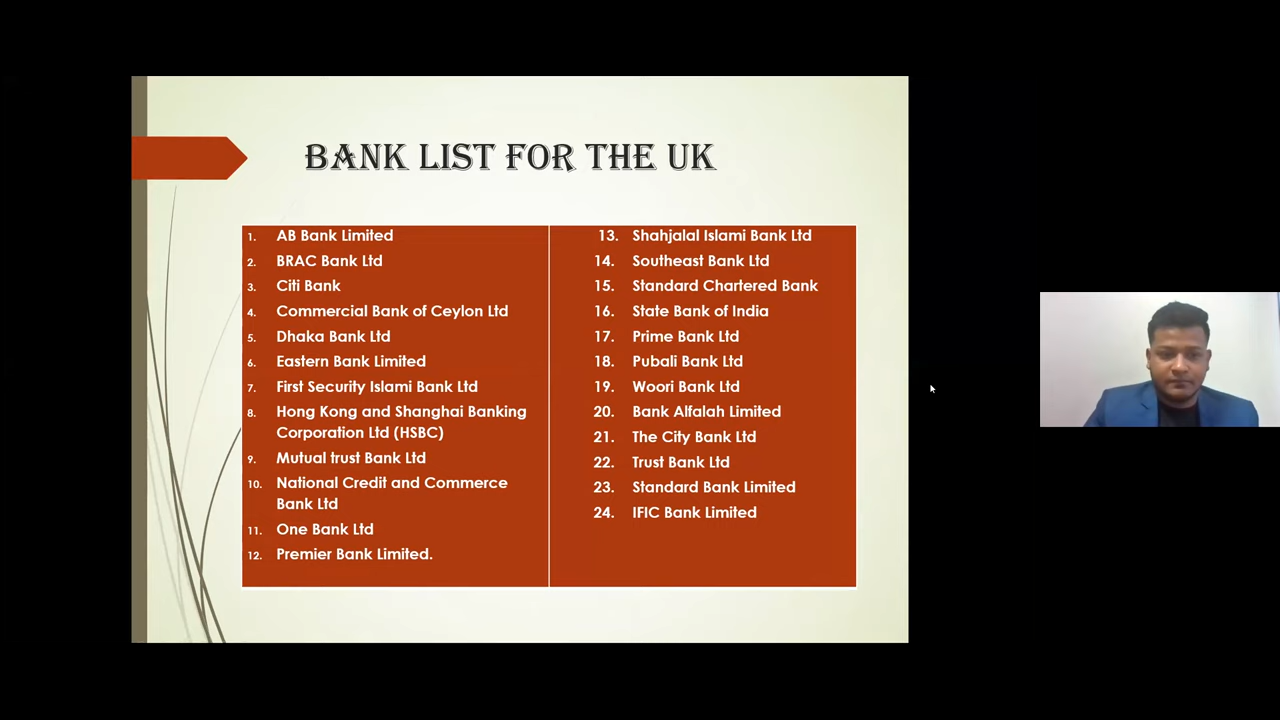 BANK LIST FOR THE UK
1. AB Bank Limited
2. BRAC Bank Ltd
3. Citi Bank
4. Commercial Bank of Ceylon Ltd
5. Dhaka Bank Ltd
6. Eastern Bank Limited
7. First Security Islami Bank Ltd
8. Hong Kong and Shanghai Banking
Corporation Ltd (HSBC)
9. Mutual trust Bank Ltd
10. National Credit and Commerce
Bank Ltd
11. One Bank Ltd
12. Premier Bank Limited.
13. Shahjalal Islami Bank Ltd
14. Southeast Bank Ltd
15. Standard Chartered Bank
16. State Bank of India
17. Prime Bank Ltd
18. Pubali Bank Ltd
19. Woori Bank Ltd
20. Bank Alfalah Limited
21. The City Bank Ltd
22. Trust Bank Ltd
23. Standard Bank Limited
24. IFIC Bank Limited